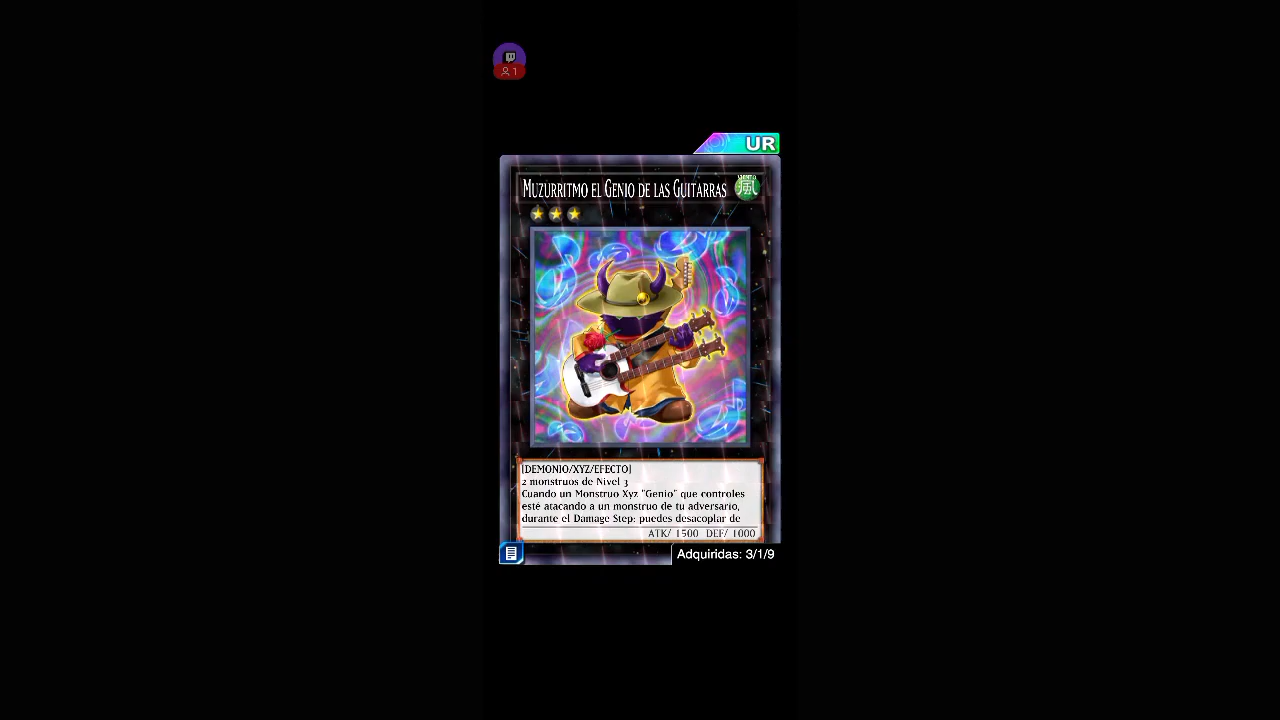 1
UR
MUZURRITMO EL GENIO DE LAS GUITARRAS
風
[DEMONIO/XYZ/EFECTO]
2 monstruos de Nivel 3
Cuando un Monstruo Xyz "Genio" que controles
esté atacando a un monstruo de tu adversario,
durante el Damage Step: puedes desacoplar de
ATK/ 1500 DEF/ 1000
Adquiridas: 3/1/9